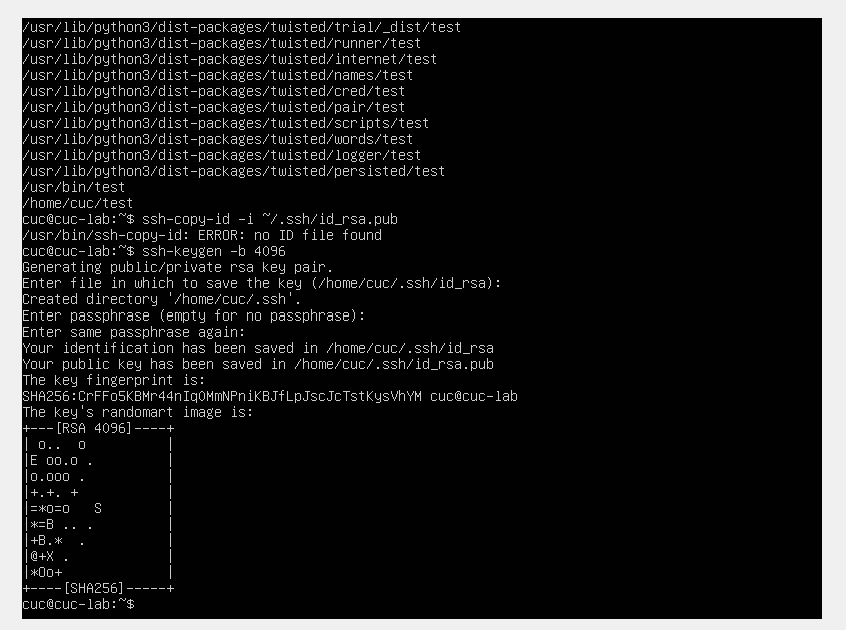 /usr/lib/python3/dist-packages/twisted/trial/_dist/test
/usr/lib/python3/dist-packages/twisted/runner/test
/usr/lib/python3/dist-packages/twisted/internet/test
/usr/lib/python3/dist-packages/twisted/names/test
/usr/lib/python3/dist-packages/twisted/cred/test
/usr/lib/python3/dist-packages/twisted/pair/test
/usr/lib/python3/dist-packages/twisted/scripts/test
/usr/lib/python3/dist-packages/twisted/words/test
/usr/lib/python3/dist-packages/twisted/logger/test
/usr/lib/python3/dist-packages/twisted/persisted/test
/usr/bin/test
/home/cuc/test
cuc@cuc-lab:~$ ssh-copy-id -i ~/.ssh/id_rsa.pub
/usr/bin/ssh-copy-id: ERROR: no ID file found
cuc@cuc-lab:~$ ssh-keygen -b 4096
Generating public/private rsa key pair.
Enter file in which to save the key (/home/cuc/.ssh/id_rsa):
Created directory '/home/cuc/.ssh'.
Enter passphrase (empty for no passphrase):
Enter same passphrase again:
Your identification has been saved in /home/cuc/.ssh/id_rsa
Your public key has been saved in /home/cuc/.ssh/id_rsa.pub
The key fingerprint is:
SHA256:CrFFo5KBMr44nIq0MmNPniKBJfLpJscJcTstKysVhYM cuc@cuc-lab
The key's randomart image is:
+---[RSA 4096]----+
| o..  o          |
|E oo.o .         |
|o.ooo .          |
|+.+. +           |
|=*o=o   S        |
|*=B .. .         |
|+B.*  .          |
|@+X .            |
|*Oo+             |
+----[SHA256]-----+
cuc@cuc-lab:~$